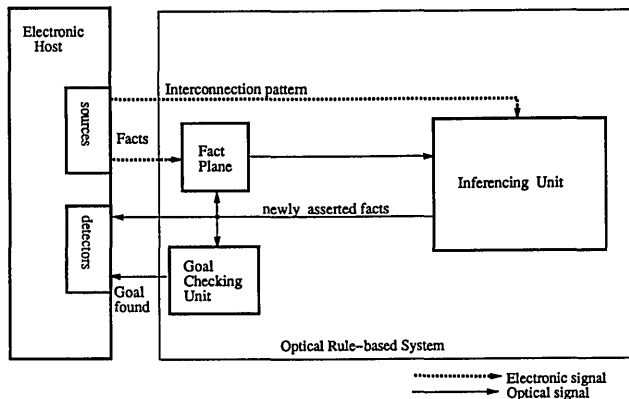 Electronic
Host
sources
Interconnection pattern
Facts
Fact
Plane
Inferencing Unit
newly asserted facts
detectors
Goal
Checking
Unit
Goal
found
Optical Rule-based System
Electronic signal
Optical signal